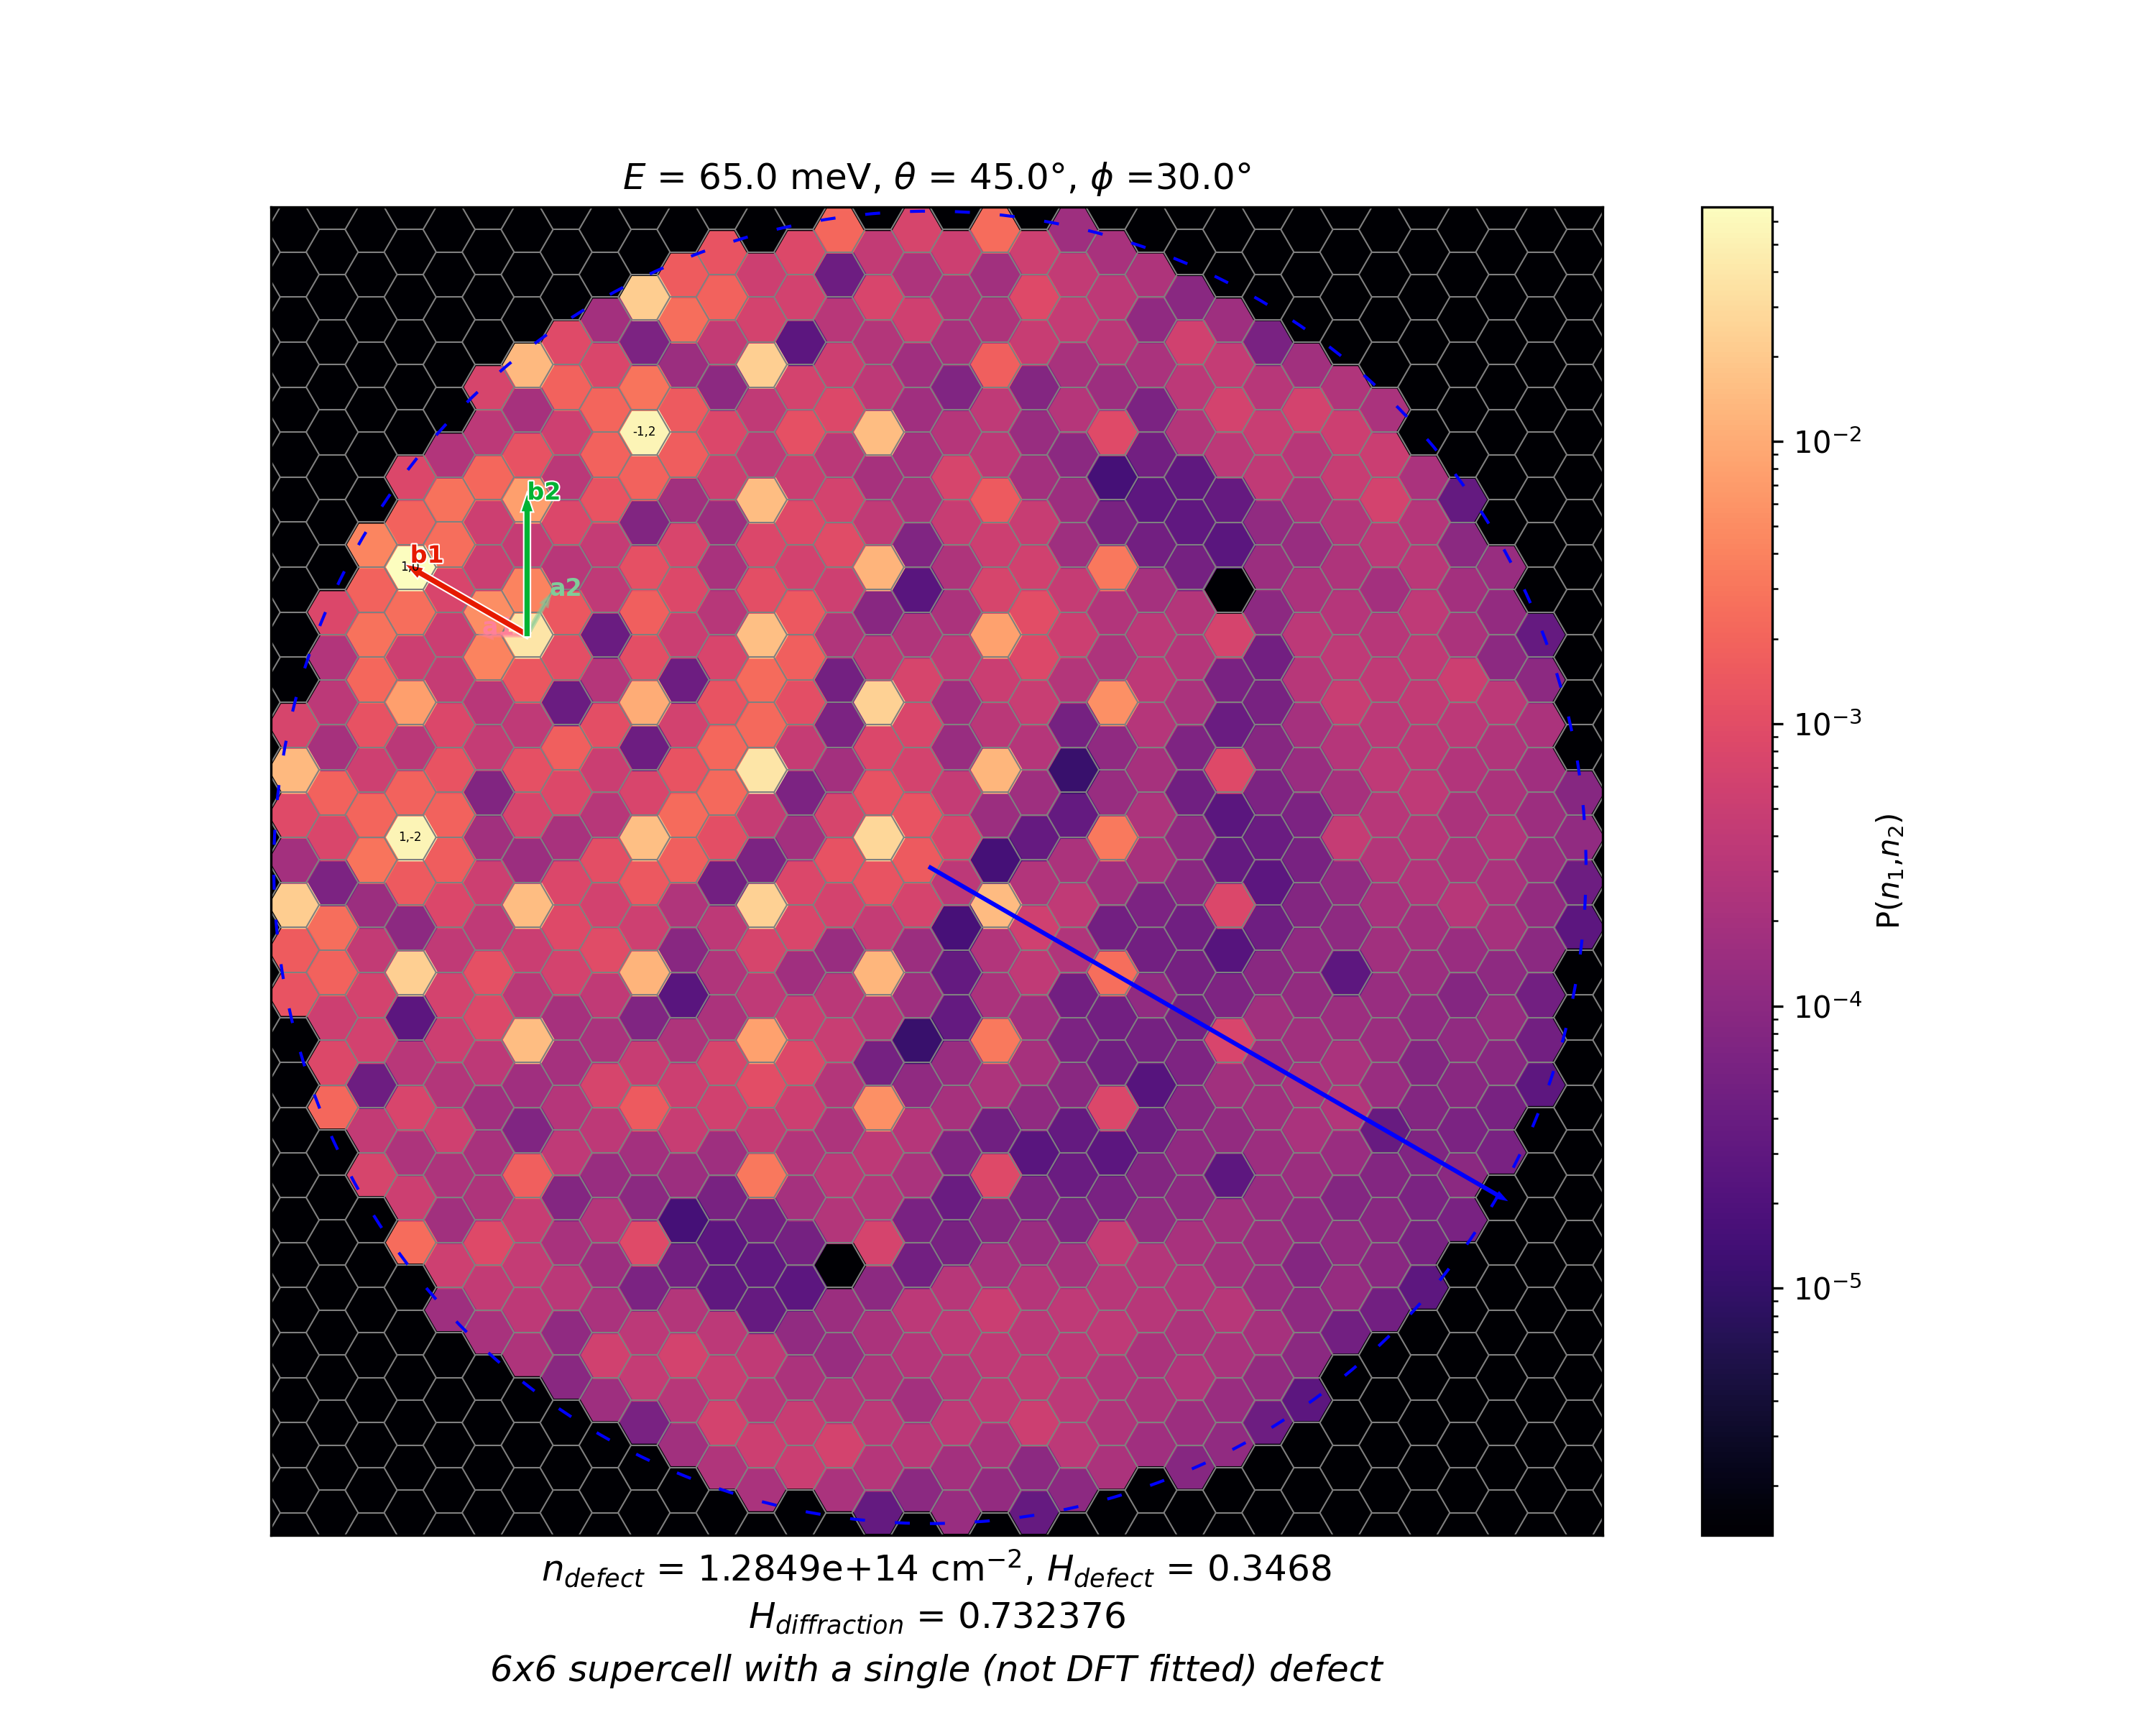 E = 65.0 meV, θ = 45.0°, ϕ =30.0°
-1,2
b2
b1
a2
1,-2
10⁻²
10⁻³
10⁻⁴
10⁻⁵
P(n₁,n₂)
n_defect = 1.2849e+14 cm⁻², H_defect = 0.3468
H_diffraction = 0.732376
6x6 supercell with a single (not DFT fitted) defect